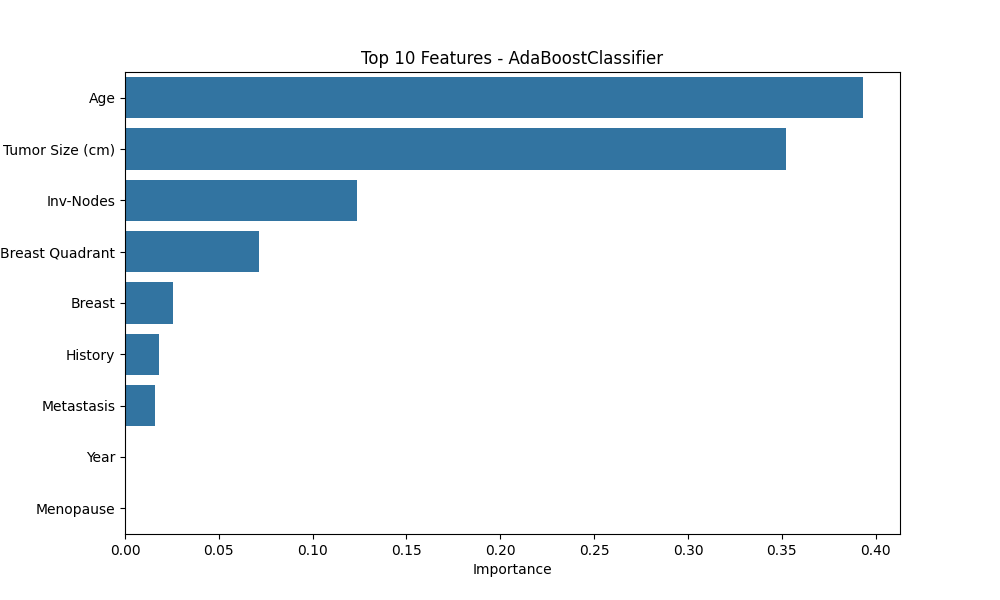 Top 10 Features - AdaBoostClassifier
Age
Tumor Size (cm)
Inv-Nodes
Breast Quadrant
Breast
History
Metastasis
Year
Menopause
0.00 0.05 0.10 0.15 0.20 0.25 0.30 0.35 0.40
Importance